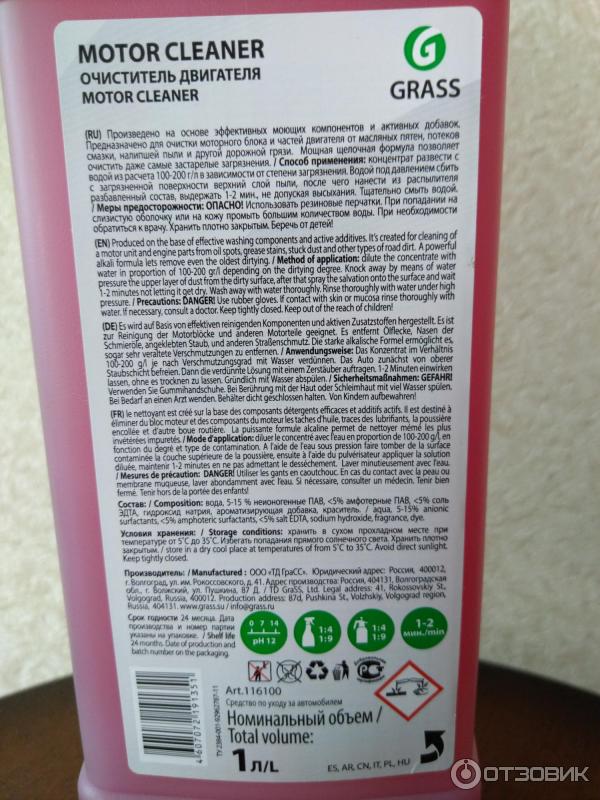 MOTOR CLEANER
ОЧИСТИТЕЛЬ ДВИГАТЕЛЯ
MOTOR CLEANER
GRASS
(RU) Произведено на основе эффективных моющих компонентов и активных добавок.
Предназначено для очистки моторного блока и частей двигателя от масляных пятен, потеков
смазки, налипшей пыли и другой дорожной грязи. Мощная щелочная формула позволяет
очистить даже самые застарелые загрязнения. / Способ применения: концентрат развести с
водой из расчета 100-200 г/л в зависимости от степени загрязнения. Водой под давлением сбить
с загрязненной поверхности верхний слой пыли, после чего нанести из распылителя
разбавленный состав, выдержать 1-2 мин., не допуская высыхания. Тщательно смыть водой.
/ Меры предосторожности: ОПАСНО! Использовать резиновые перчатки. При попадании на
слизистую оболочку или на кожу промыть большим количеством воды. При необходимости
обратиться к врачу. Хранить плотно закрытым. Беречь от детей!
(EN) Produced on the base of effective washing components and active additives. It's created for cleaning of
a motor unit and engine parts from oil spots, grease stains, stuck dust and other types of road dirt. A powerful
alkali formula lets remove even the oldest dirtying. / Method of application: dilute the concentrate with
water in proportion of 100-200 gr/l depending on the dirtying degree. Knock away by means of water
pressure the upper layer of dust from the dirty surface, after that spray the salvation onto the surface and wait
1-2 minutes not letting it get dry. Wash away with water thoroughly. Rinse thoroughly with water under high
pressure. / Precautions: DANGER! Use rubber gloves. If contact with skin or mucosa rinse thoroughly with
water. If necessary, consult a doctor. Keep tightly closed. Keep out of the reach of children!
(DE) Es wird auf Basis von effektiven reinigenden Komponenten und aktiven Zusatzstoffen hergestellt. Es ist
zur Reinigung der Motorblöcke und anderen Motorteile geeignet. Es entfernt Ölflecke, Nasen der
Schmieröle, angeklebten Staub, und anderen Straßenschmutz. Die starke alkalische Formel ermöglicht es,
sogar sehr veraltete Verschmutzungen zu entfernen. / Anwendungsweise: Das Konzentrat im Verhältnis
100-200 g/l je nach Verschmutzungsgrad mit Wasser verdünnen. Das Auto zunächst von oberer
Staubschicht befreien. Dann die verdünnte Lösung mit einem Zerstäuber auftragen. 1-2 Minuten einwirken
lassen, ohne es trocknen zu lassen. Gründlich mit Wasser abspülen. / Sicherheitsmaßnahmen: GEFAHR!
Verwenden Sie Gummihandschuhe. Bei Berührung mit der Haut oder Schleimhaut mit viel Wasser spülen.
Bei Bedarf an einen Arzt wenden. Behälter dicht geschlossen halten. Von Kindern aufbewahren!
(FR) le nettoyant est créé sur la base des composants détergents efficaces et additifs actifs. Il est destiné à
éliminer du bloc moteur et des composants du moteur les taches d'huile, traces des lubrifiants, la poussière
encollée et d'autre boue routière. La puissante formule alcaline permet de nettoyer même les plus
invétérées impuretés. / Mode d'application: diluer le concentré avec l'eau en proportion de 100-200 g/l, en
fonction du degré et type de contamination. A l'aide de l'eau sous pression faire tomber de la surface
contaminée la couche supérieure de la poussière, ensuite à l'aide du pulvérisateur appliquer la solution
diluée, maintenir 1-2 minutes en ne pas admettant le dessèchement. Laver minutieusement avec l'eau.
/ Mesures de précaution: DANGER! Utiliser les gants en caoutchouc. En cas du contact avec la peau ou
membrane muqueuse, laver abondamment avec l'eau. Si nécessaire, consulter un médecin. Tenir bien
fermé. Tenir hors de la portée des enfants!
Состав: / Composition: вода, 5-15 % неионогенные ПАВ, <5% амфотерные ПАВ, <5% соль
ЭДТА, гидроксид натрия, ароматизирующая добавка, краситель. / aqua, 5-15% anionic
surfactants, <5% amphoteric surfactants, <5% salt EDTA, sodium hydroxide, fragrance, dye.
Условия хранения: / Storage conditions: хранить в сухом прохладном месте при
температуре от 5°C до 35°C. Избегать попадания прямого солнечного света. Хранить плотно
закрытым. / store in a dry cool place at temperatures of from 5°C to 35°C. Avoid direct sunlight.
Keep tightly closed.
Производитель: / Manufactured : ООО «ТД ГраСС». Юридический адрес: Россия, 400012,
г. Волгоград, ул. им. Рокоссовского, д. 41. Адрес производства: Россия, 404131, Волгоградская
обл., г. Волжский, ул. Пушкина, 87 Д. / TD GraSS, Ltd. Legal address: 41, Rokossovsky St,
Volgograd, Russia, 400012. Production address: 87d, Pushkina St., Volzhskiy, Volgograd region,
Russia, 404131. www.grass.su / info@grass.su
Срок годности 24 месяца. Дата
производства и номер партии
указаны на упаковке. / Shelf life
24 months. Date of production and
batch number on the packaging.
0 7 14
pH 12
1:4
1:9
1:4
1:9
1-2
мин./min
Art.116100
Средство по уходу за автомобилем
Номинальный объем /
Total volume:
1 Л/L
4 607072 191351
ТУ 2384-001-92962787-11
ES, AR, CN, IT, PL, HU
ОТЗОВИК